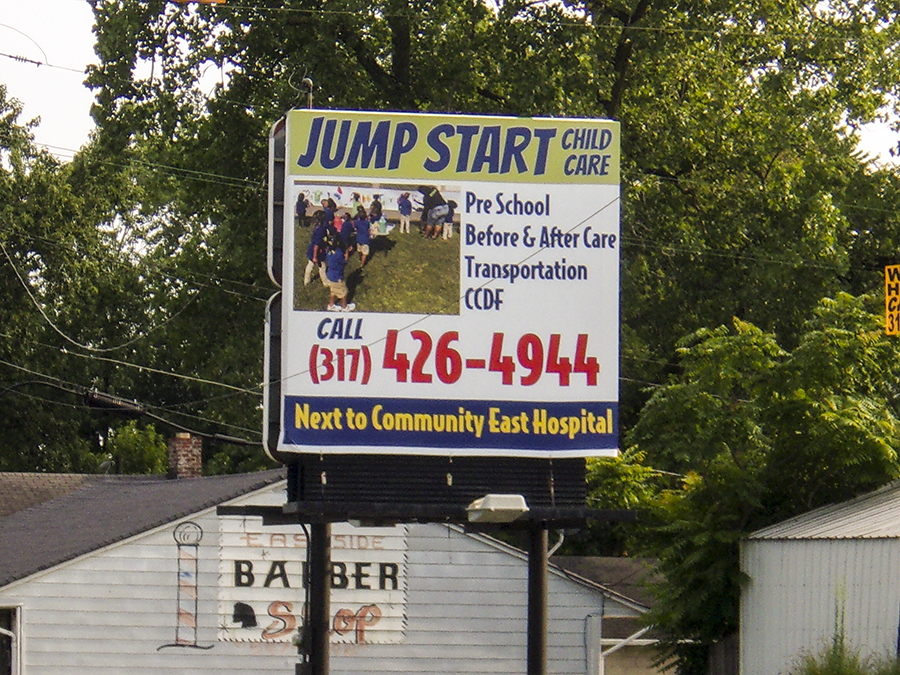 JUMP START CHILD
CARE
Pre School
Before & After Care
Transportation
CCDF
CALL
(317) 426-4944
Next to Community East Hospital
EASTSIDE
BARBER
Shop